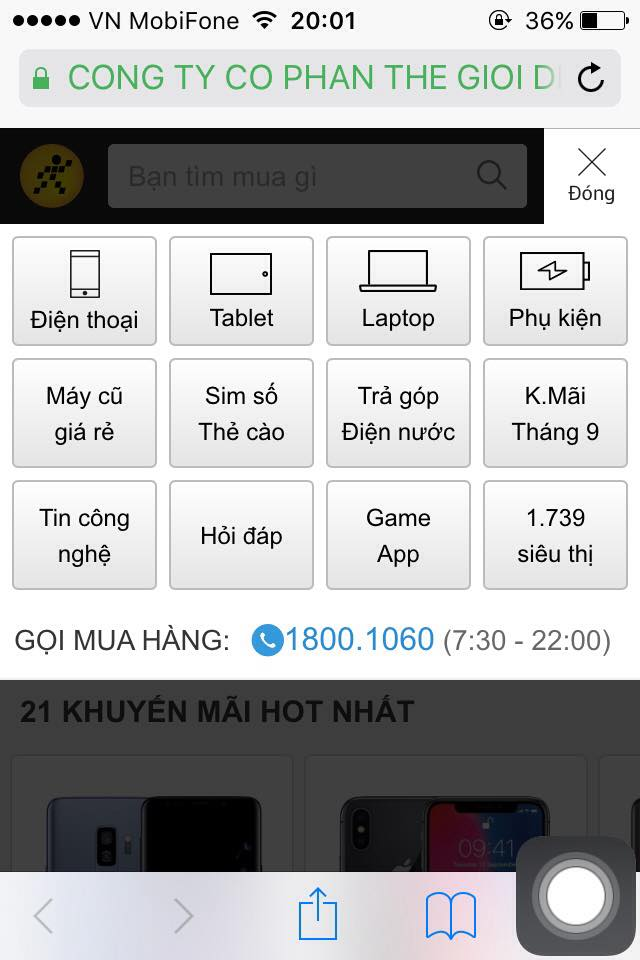 VN MobiFone 20:01 36%
CONG TY CO PHAN THE GIOI D
Bạn tìm mua gì
Đóng
Điện thoại Tablet Laptop Phụ kiện
Máy cũ giá rẻ
Sim số Thẻ cào
Trả góp Điện nước
K.Mãi Tháng 9
Tin công nghệ
Hỏi đáp
Game App
1.739 siêu thị
GỌI MUA HÀNG: 1800.1060 (7:30 - 22:00)
21 KHUYẾN MÃI HOT NHẤT
09:41